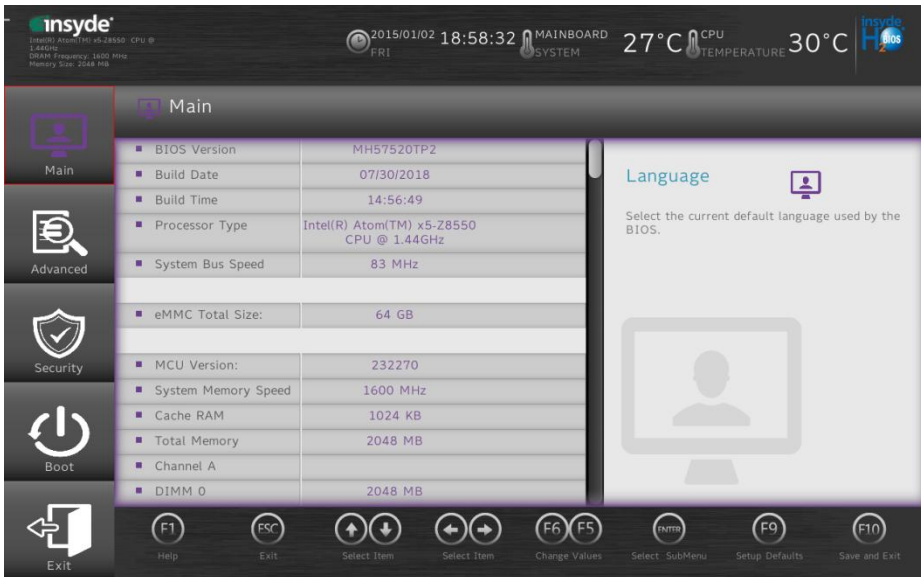 insyde
Intel(R) Atom(TM) x5-Z8550 CPU @
1.44GHz
DRAM Frequency: 1600 MHz
Memory Size: 2048 MB
2015/01/02
FRI
18:58:32
MAINBOARD
SYSTEM
27°C
CPU
TEMPERATURE
30°C
insyde
H2O
BIOS
Main
Main
Advanced
Security
Boot
Exit
BIOS Version MH57520TP2
Build Date 07/30/2018
Build Time 14:56:49
Processor Type Intel(R) Atom(TM) x5-Z8550
CPU @ 1.44GHz
System Bus Speed 83 MHz
eMMC Total Size: 64 GB
MCU Version: 232270
System Memory Speed 1600 MHz
Cache RAM 1024 KB
Total Memory 2048 MB
Channel A
DIMM 0 2048 MB
Language
Select the current default language used by the
BIOS.
F1 ESC F6 F5 ENTER F9 F10
Help Exit Select Item Select Item Change Values Select SubMenu Setup Defaults Save and Exit